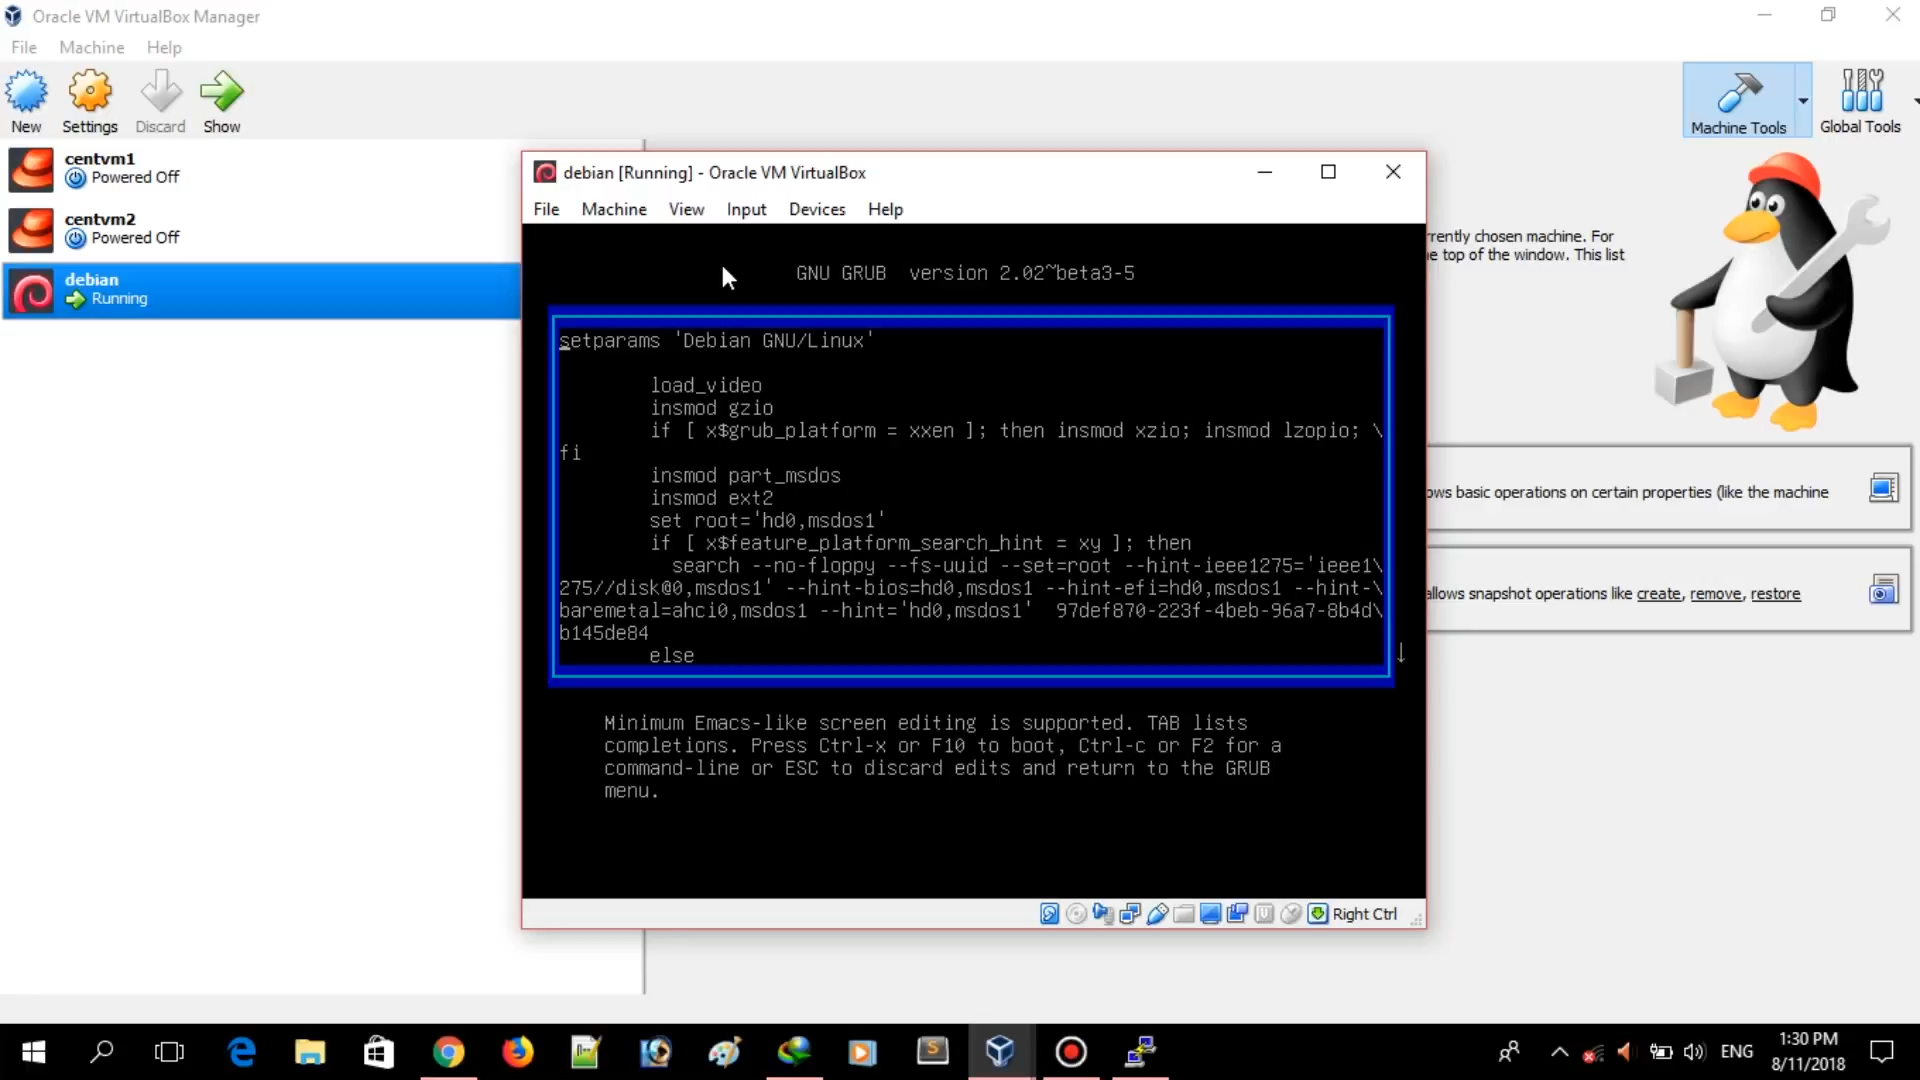 Oracle VM VirtualBox Manager
File Machine Help
New Settings Discard Show
Machine Tools Global Tools
centvm1
Powered Off
centvm2
Powered Off
debian
Running
rrently chosen machine. For
e top of the window. This list
ows basic operations on certain properties (like the machine
allows snapshot operations like create, remove, restore
debian [Running] - Oracle VM VirtualBox
File Machine View Input Devices Help
GNU GRUB version 2.02~beta3-5
setparams 'Debian GNU/Linux'
load_video
insmod gzio
if [ x$grub_platform = xxen ]; then insmod xzio; insmod lzopio; \
fi
insmod part_msdos
insmod ext2
set root='hd0,msdos1'
if [ x$feature_platform_search_hint = xy ]; then
search --no-floppy --fs-uuid --set=root --hint-ieee1275='ieee1\
275//disk@0,msdos1' --hint-bios=hd0,msdos1 --hint-efi=hd0,msdos1 --hint-\
baremetal=ahci0,msdos1 --hint='hd0,msdos1' 97def870-223f-4beb-96a7-8b4d\
b145de84
else
Minimum Emacs-like screen editing is supported. TAB lists
completions. Press Ctrl-x or F10 to boot, Ctrl-c or F2 for a
command-line or ESC to discard edits and return to the GRUB
menu.
Right Ctrl
ENG
1:30 PM
8/11/2018